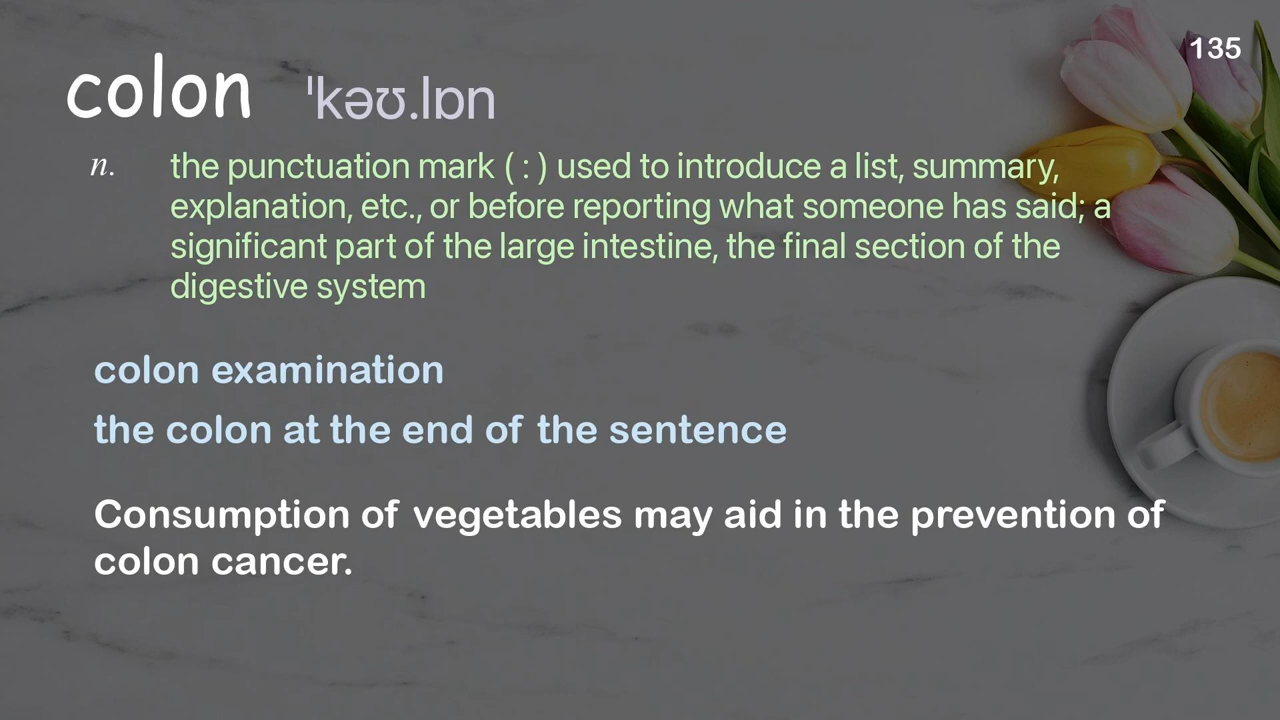 135
colon ˈkəʊ.lɒn
n. the punctuation mark ( : ) used to introduce a list, summary,
explanation, etc., or before reporting what someone has said; a
significant part of the large intestine, the final section of the
digestive system
colon examination
the colon at the end of the sentence
Consumption of vegetables may aid in the prevention of
colon cancer.